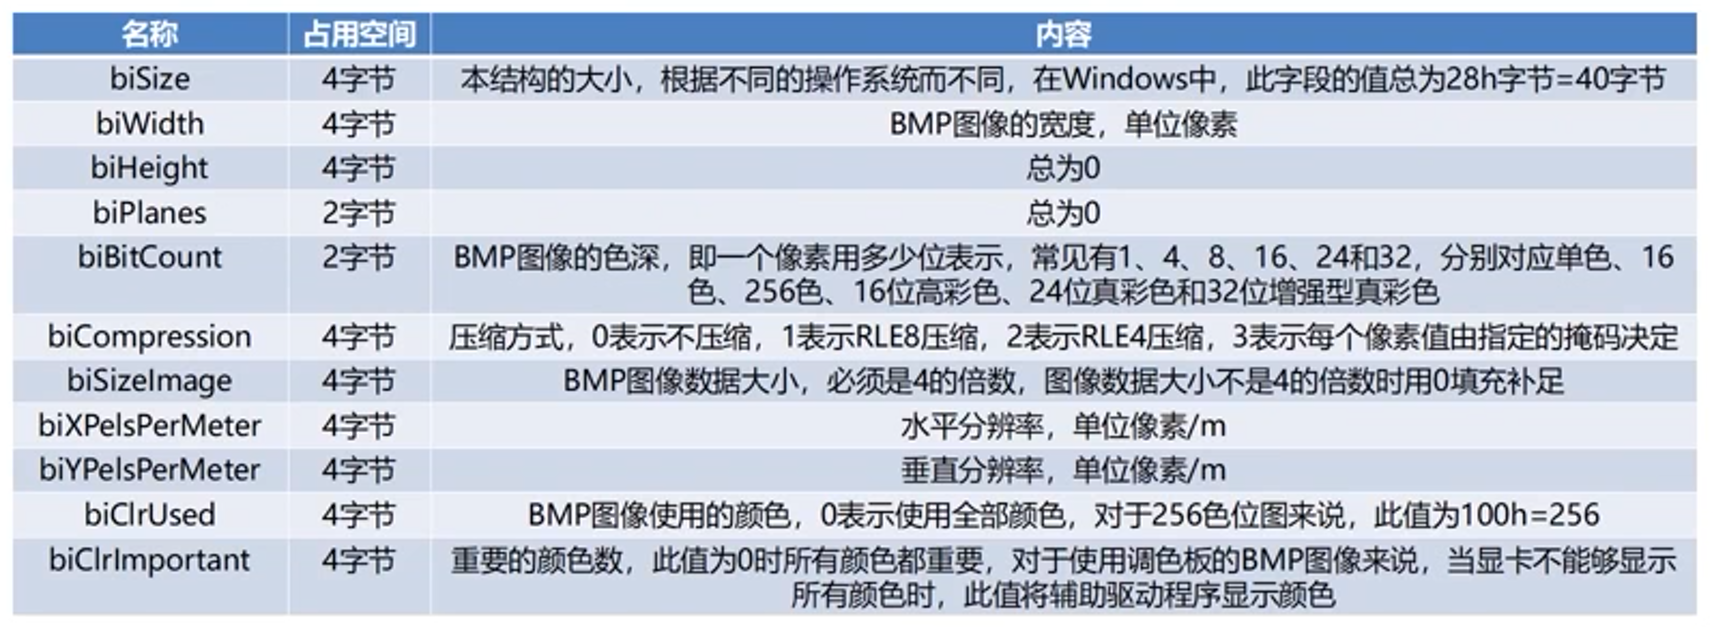 名称 占用空间 内容
biSize 4字节 本结构的大小，根据不同的操作系统而不同，在Windows中，此字段的值总为28h字节=40字节
biWidth 4字节 BMP图像的宽度，单位像素
biHeight 4字节 总为0
biPlanes 2字节 总为0
biBitCount 2字节 BMP图像的色深，即一个像素用多少位表示，常见有1、4、8、16、24和32，分别对应单色、16
色、256色、16位高彩色、24位真彩色和32位增强型真彩色
biCompression 4字节 压缩方式，0表示不压缩，1表示RLE8压缩，2表示RLE4压缩，3表示每个像素值由指定的掩码决定
biSizeImage 4字节 BMP图像数据大小，必须是4的倍数，图像数据大小不是4的倍数时用0填充补足
biXPelsPerMeter 4字节 水平分辨率，单位像素/m
biYPelsPerMeter 4字节 垂直分辨率，单位像素/m
biClrUsed 4字节 BMP图像使用的颜色，0表示使用全部颜色，对于256色位图来说，此值为100h=256
biClrImportant 4字节 重要的颜色数，此值为0时所有颜色都重要，对于使用调色板的BMP图像来说，当显卡不能够显示
所有颜色时，此值将辅助驱动程序显示颜色